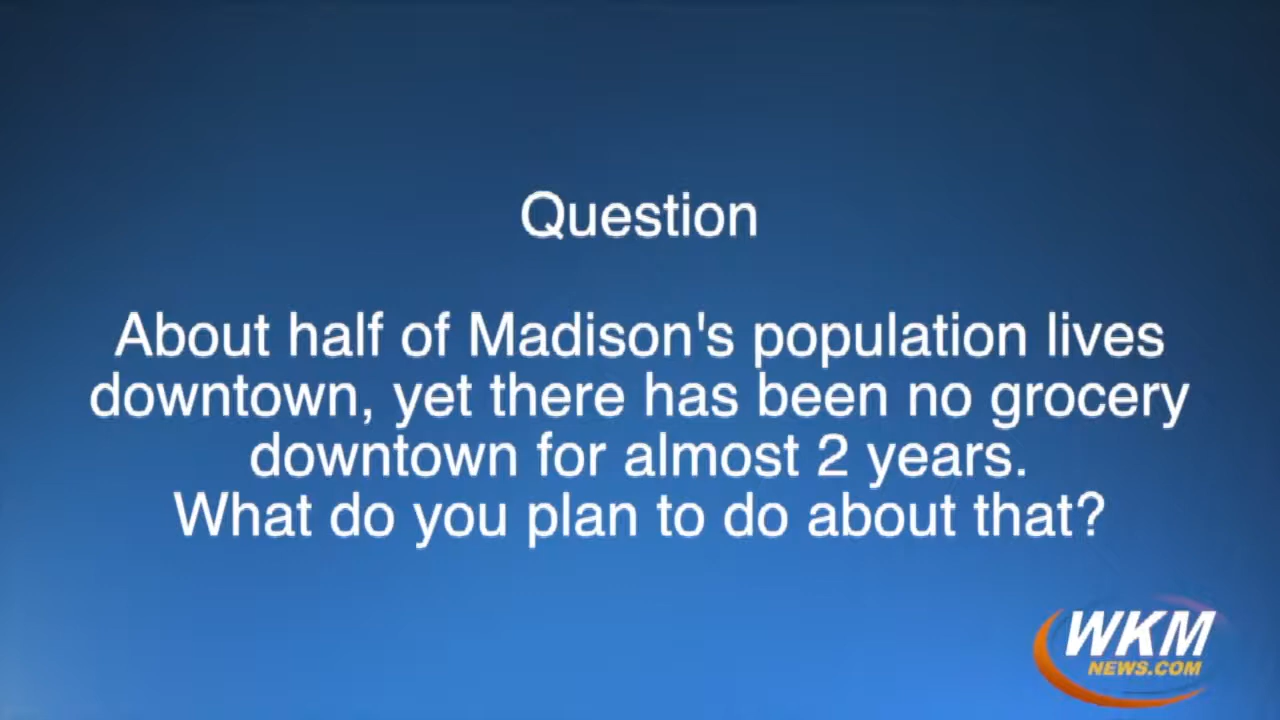 Question
About half of Madison's population lives
downtown, yet there has been no grocery
downtown for almost 2 years.
What do you plan to do about that?
WKM
NEWS.COM